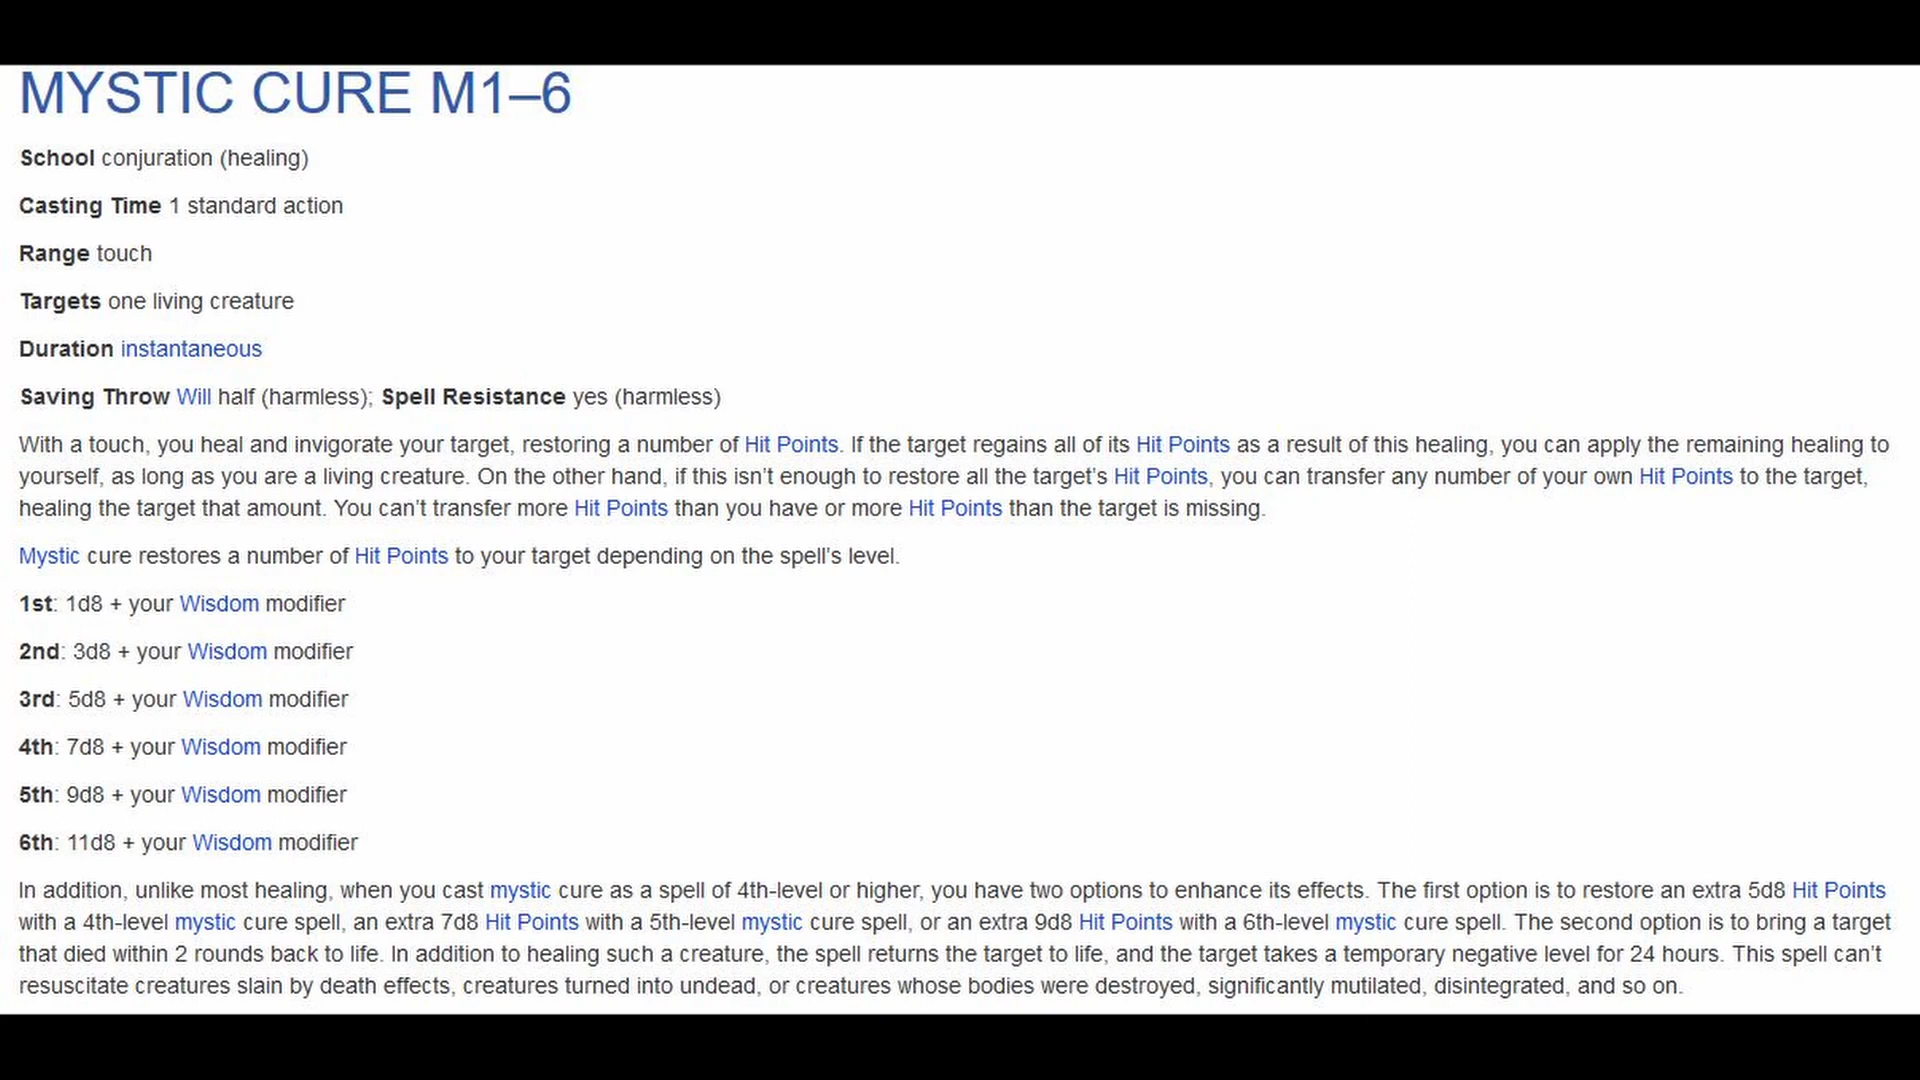 MYSTIC CURE M1–6
School conjuration (healing)
Casting Time 1 standard action
Range touch
Targets one living creature
Duration instantaneous
Saving Throw Will half (harmless); Spell Resistance yes (harmless)
With a touch, you heal and invigorate your target, restoring a number of Hit Points. If the target regains all of its Hit Points as a result of this healing, you can apply the remaining healing to
yourself, as long as you are a living creature. On the other hand, if this isn’t enough to restore all the target’s Hit Points, you can transfer any number of your own Hit Points to the target,
healing the target that amount. You can’t transfer more Hit Points than you have or more Hit Points than the target is missing.
Mystic cure restores a number of Hit Points to your target depending on the spell’s level.
1st: 1d8 + your Wisdom modifier
2nd: 3d8 + your Wisdom modifier
3rd: 5d8 + your Wisdom modifier
4th: 7d8 + your Wisdom modifier
5th: 9d8 + your Wisdom modifier
6th: 11d8 + your Wisdom modifier
In addition, unlike most healing, when you cast mystic cure as a spell of 4th-level or higher, you have two options to enhance its effects. The first option is to restore an extra 5d8 Hit Points
with a 4th-level mystic cure spell, an extra 7d8 Hit Points with a 5th-level mystic cure spell, or an extra 9d8 Hit Points with a 6th-level mystic cure spell. The second option is to bring a target
that died within 2 rounds back to life. In addition to healing such a creature, the spell returns the target to life, and the target takes a temporary negative level for 24 hours. This spell can’t
resuscitate creatures slain by death effects, creatures turned into undead, or creatures whose bodies were destroyed, significantly mutilated, disintegrated, and so on.